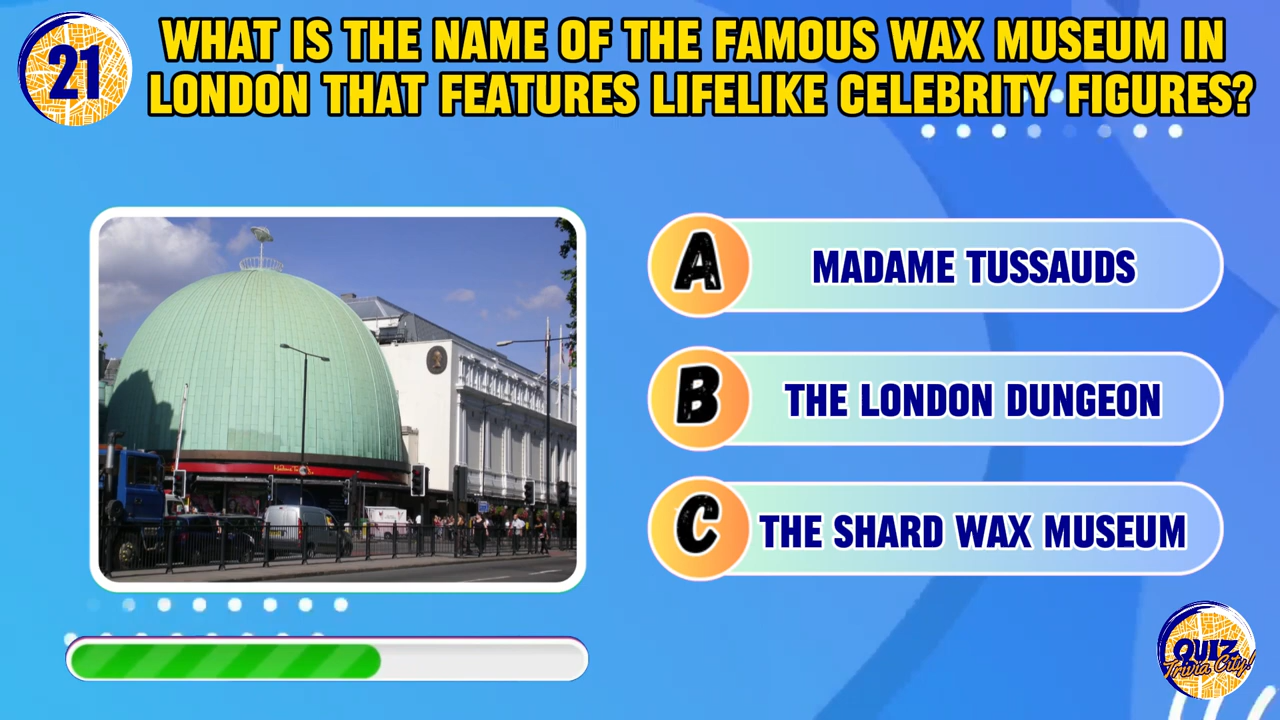 21
WHAT IS THE NAME OF THE FAMOUS WAX MUSEUM IN
LONDON THAT FEATURES LIFELIKE CELEBRITY FIGURES?
A
MADAME TUSSAUDS
B
THE LONDON DUNGEON
C
THE SHARD WAX MUSEUM
QUIZ
Trivia City!